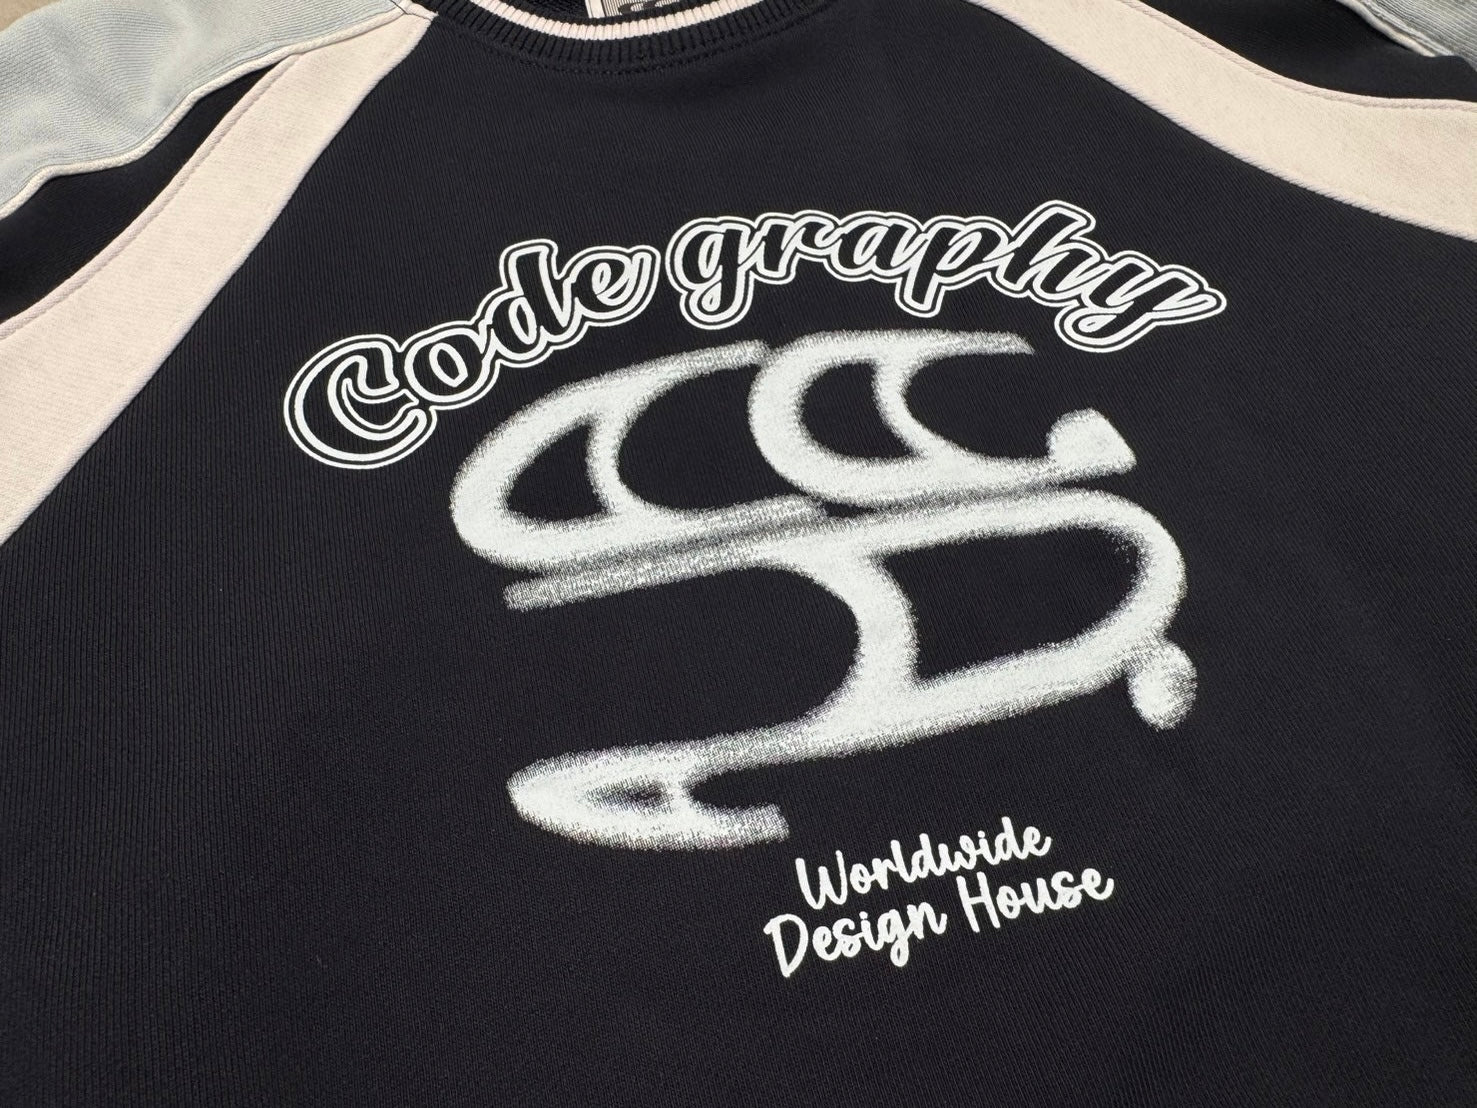 Code graphy
Worldwide
Design House